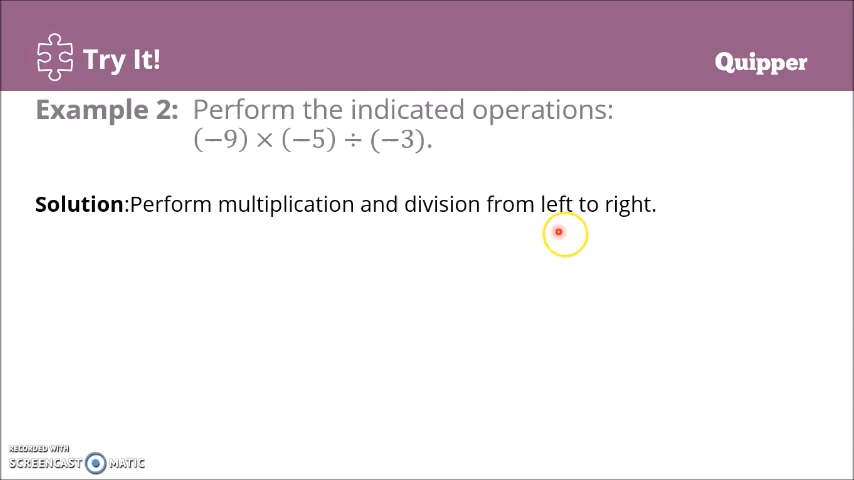 Try It!
Quipper
Example 2: Perform the indicated operations:
(−9) × (−5) ÷ (−3).
Solution:Perform multiplication and division from left to right.
RECORDED WITH
SCREENCAST MATIC